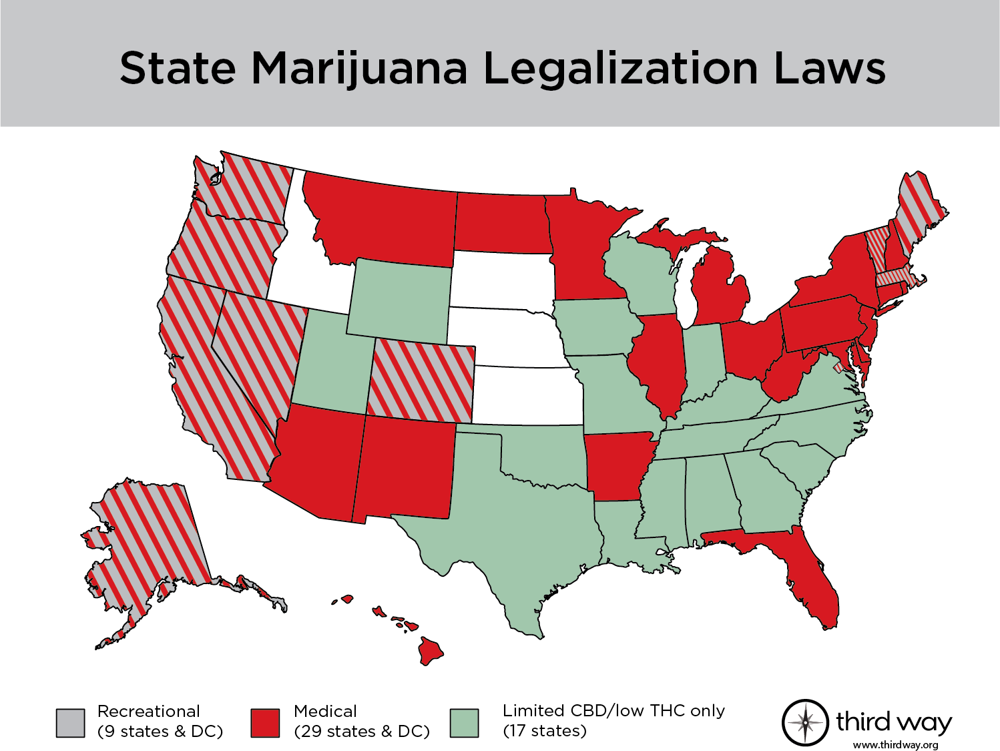 State Marijuana Legalization Laws
Recreational
(9 states & DC)
Medical
(29 states & DC)
Limited CBD/low THC only
(17 states)
third way
www.thirdway.org